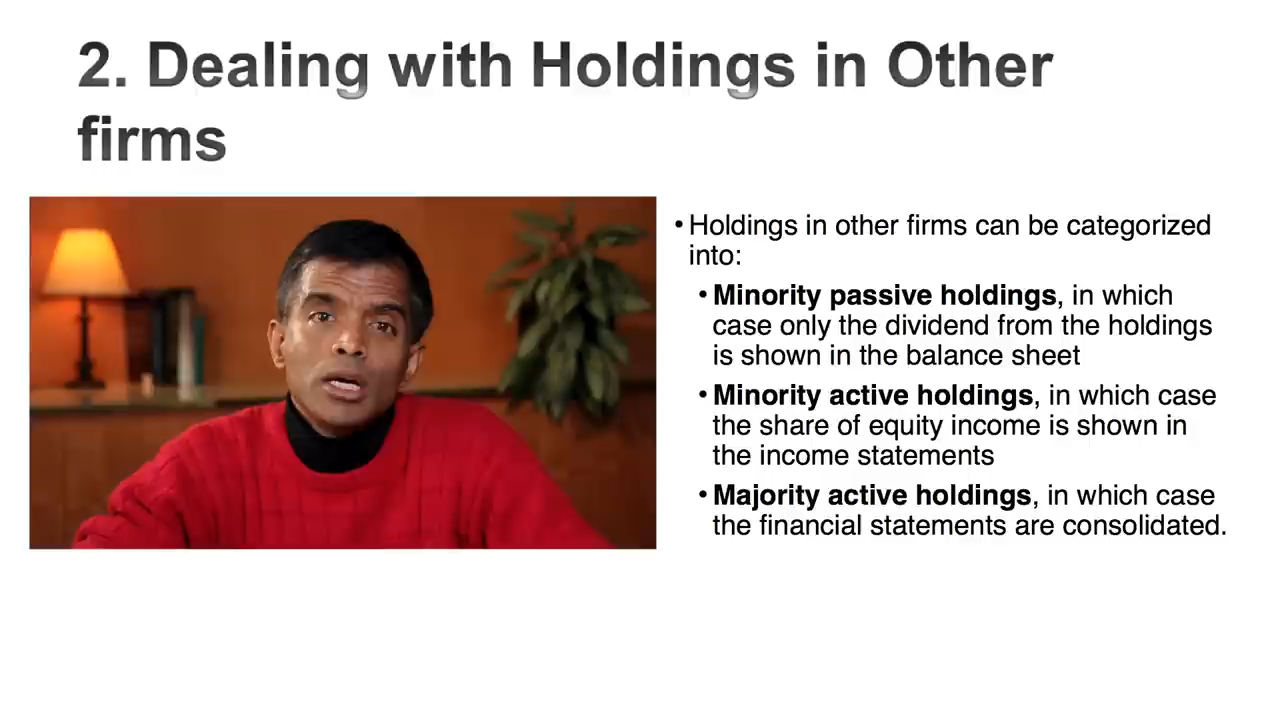 2. Dealing with Holdings in Other
firms
• Holdings in other firms can be categorized
into:
• Minority passive holdings, in which
case only the dividend from the holdings
is shown in the balance sheet
• Minority active holdings, in which case
the share of equity income is shown in
the income statements
• Majority active holdings, in which case
the financial statements are consolidated.